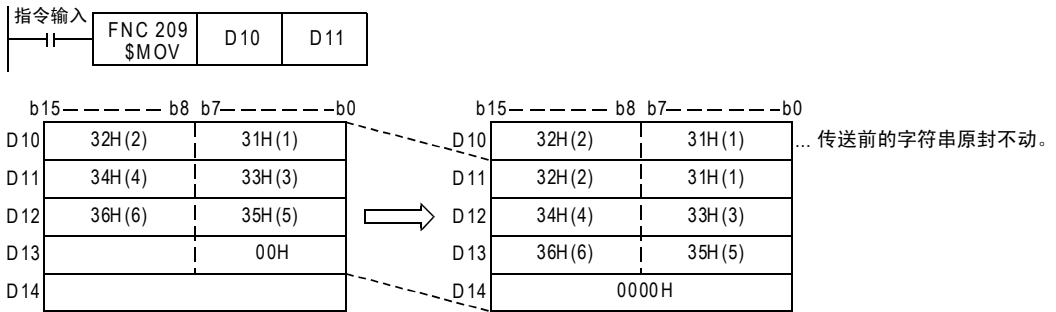 指令输入
FNC 209 $MOV D10 D11
b15 b8 b7 b0 b15 b8 b7 b0
D10 32H(2) 31H(1) D10 32H(2) 31H(1) ... 传送前的字符串原封不动。
D11 34H(4) 33H(3) D11 32H(2) 31H(1)
D12 36H(6) 35H(5) D12 34H(4) 33H(3)
D13 00H D13 36H(6) 35H(5)
D14 D14 0000H